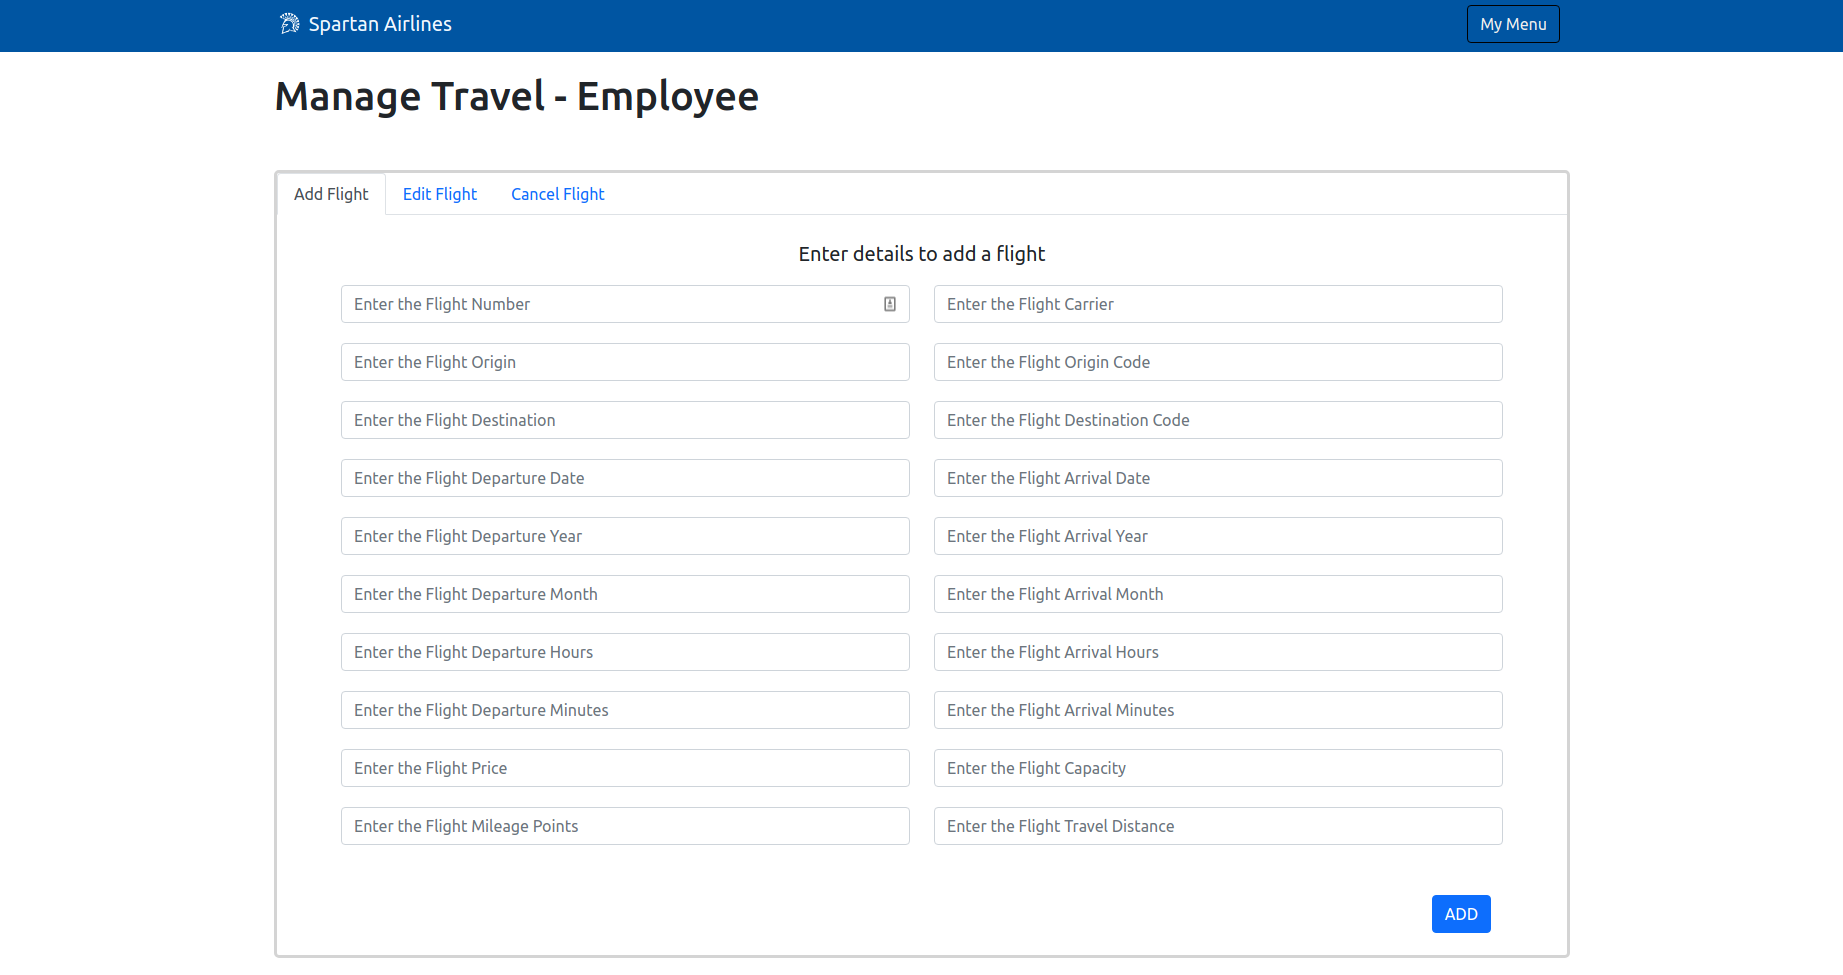 Spartan Airlines
My Menu
Manage Travel - Employee
Add Flight
Edit Flight
Cancel Flight
Enter details to add a flight
Enter the Flight Number
Enter the Flight Carrier
Enter the Flight Origin
Enter the Flight Origin Code
Enter the Flight Destination
Enter the Flight Destination Code
Enter the Flight Departure Date
Enter the Flight Arrival Date
Enter the Flight Departure Year
Enter the Flight Arrival Year
Enter the Flight Departure Month
Enter the Flight Arrival Month
Enter the Flight Departure Hours
Enter the Flight Arrival Hours
Enter the Flight Departure Minutes
Enter the Flight Arrival Minutes
Enter the Flight Price
Enter the Flight Capacity
Enter the Flight Mileage Points
Enter the Flight Travel Distance
ADD